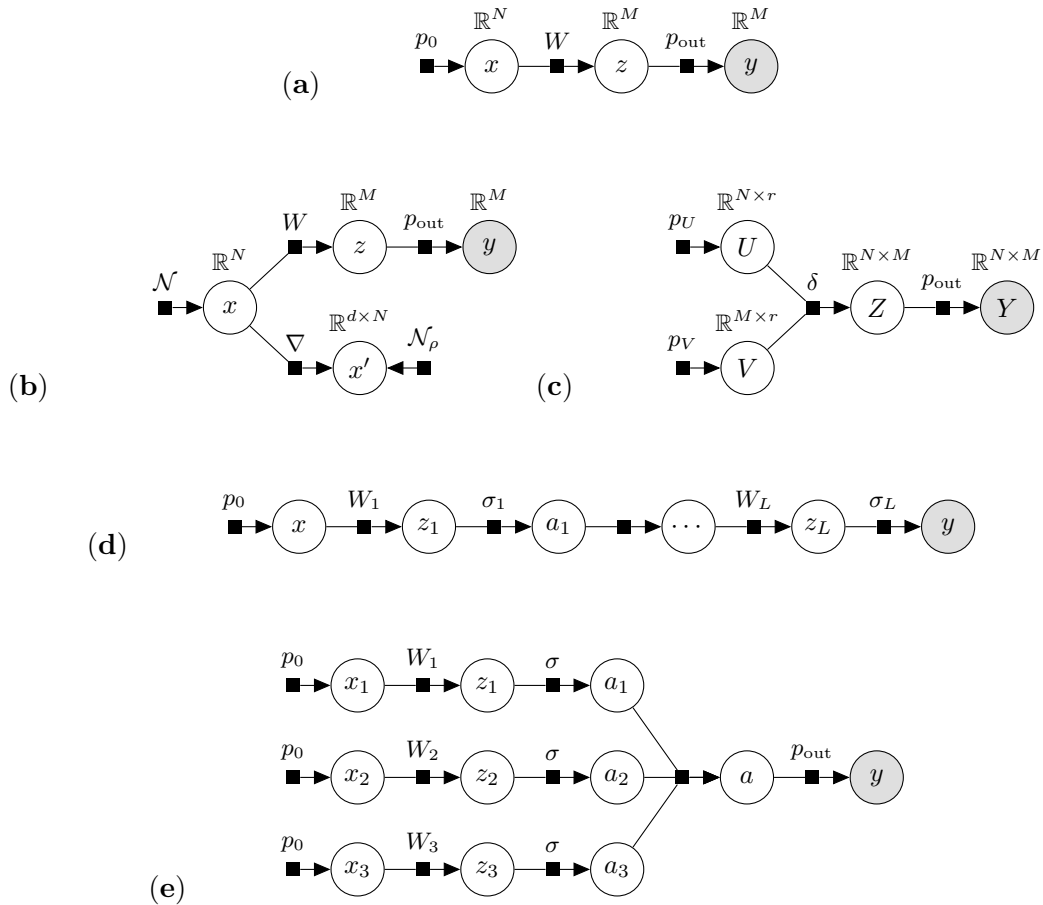 ℝ^N ℝ^M ℝ^M
p_0 W p_out
(a) x z y
ℝ^M ℝ^M
W p_out
z y
ℝ^N
𝒩
x
ℝ^{d×N}
∇ 𝒩_ρ
(b) x′
ℝ^{N×r}
p_U
U
ℝ^{N×M} ℝ^{N×M}
δ p_out
Z Y
ℝ^{M×r}
p_V
(c) V
p_0 W_1 σ_1 W_L σ_L
(d) x z_1 a_1 ⋯ z_L y
p_0 W_1 σ
x_1 z_1 a_1
p_0 W_2 σ p_out
x_2 z_2 a_2 a y
p_0 W_3 σ
(e) x_3 z_3 a_3